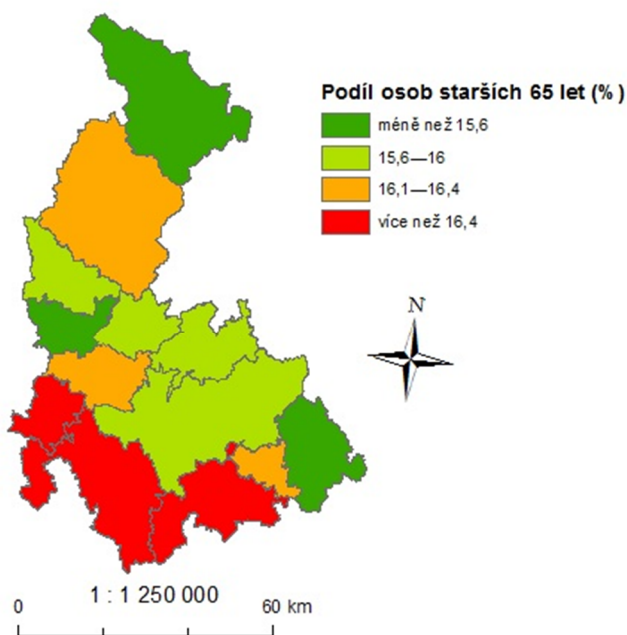 Podíl osob starších 65 let (%)
méně než 15,6
15,6—16
16,1—16,4
více než 16,4
N
1 : 1 250 000
0 60 km